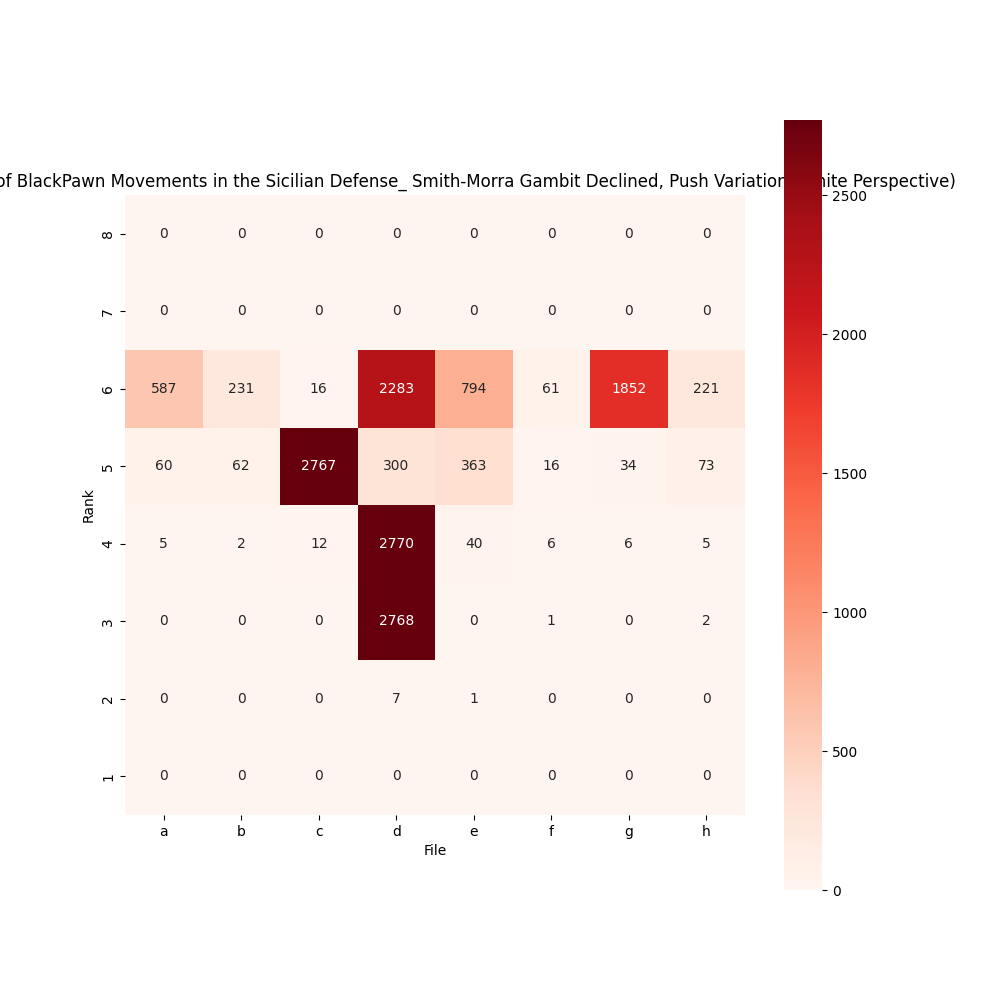 of BlackPawn Movements in the Sicilian Defense_ Smith-Morra Gambit Declined, Push Variation nite Perspective)
2500
8 0 0 0 0 0 0 0 0
7 0 0 0 0 0 0 0 0
2000
6 587 231 16 2283 794 61 1852 221
1500
5 60 62 2767 300 363 16 34 73
Rank
4 5 2 12 2770 40 6 6 5
1000
3 0 0 0 2768 0 1 0 2
2 0 0 0 7 1 0 0 0
500
1 0 0 0 0 0 0 0 0
a b c d e f g h
File
0